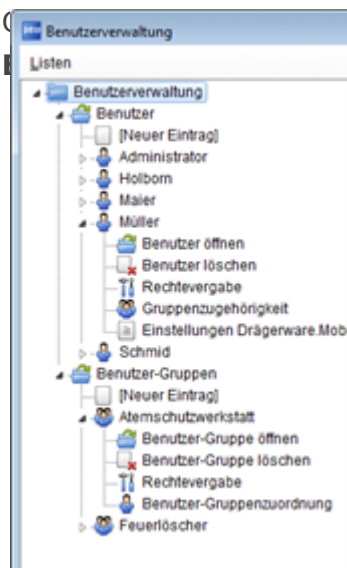 Benutzerverwaltung
Listen
Benutzerverwaltung
Benutzer
[Neuer Eintrag]
Administrator
Holborn
Maier
Müller
Benutzer öffnen
Benutzer löschen
Rechtevergabe
Gruppenzugehörigkeit
Einstellungen Drägerware.Mob
Schmid
Benutzer-Gruppen
[Neuer Eintrag]
Atemschutzwerkstatt
Benutzer-Gruppe öffnen
Benutzer-Gruppe löschen
Rechtevergabe
Benutzer-Gruppenzuordnung
Feuerlöscher